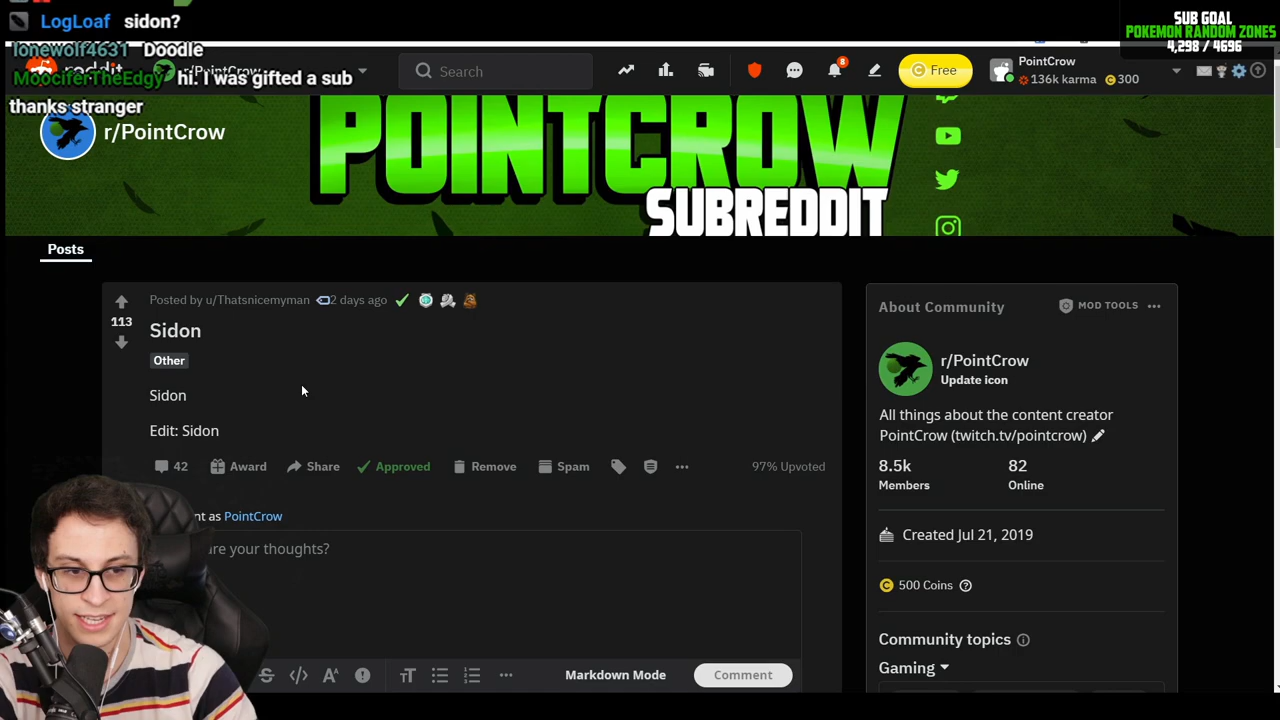 LogLoaf sidon?
lonewolf4631 Doodle
MoociferTheEdgy hi. I was gifted a sub
thanks stranger
SUB GOAL
POKEMON RANDOM ZONES
4,298 / 4696
reddit
r/PointCrow
Search
8
Free
PointCrow
136k karma
300
r/PointCrow
POINTCROW
SUBREDDIT
Posts
Posted by u/Thatsnicemyman 2 days ago
113
Sidon
Other
Sidon
Edit: Sidon
42 Award Share Approved Remove Spam 97% Upvoted
nt as PointCrow
are your thoughts?
Markdown Mode
Comment
About Community
MOD TOOLS
r/PointCrow
Update icon
All things about the content creator
PointCrow (twitch.tv/pointcrow)
8.5k 82
Members Online
Created Jul 21, 2019
500 Coins
Community topics
Gaming